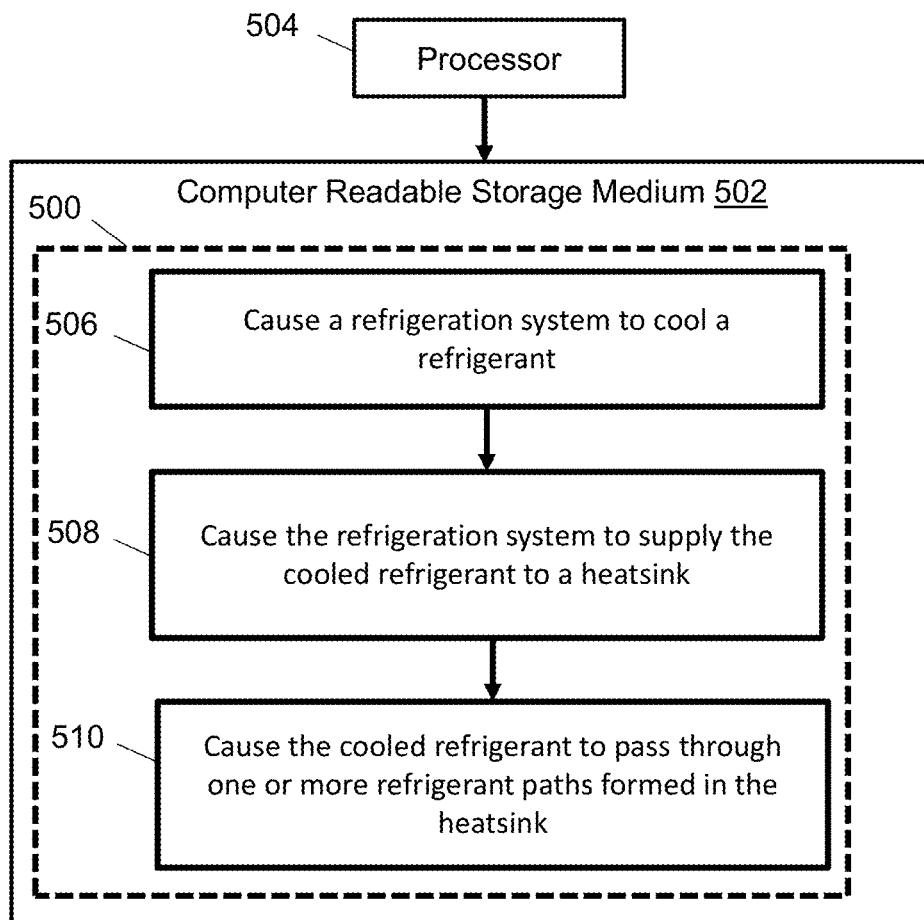 504
Processor
Computer Readable Storage Medium 502
500
506
Cause a refrigeration system to cool a
refrigerant
508
Cause the refrigeration system to supply the
cooled refrigerant to a heatsink
510
Cause the cooled refrigerant to pass through
one or more refrigerant paths formed in the
heatsink